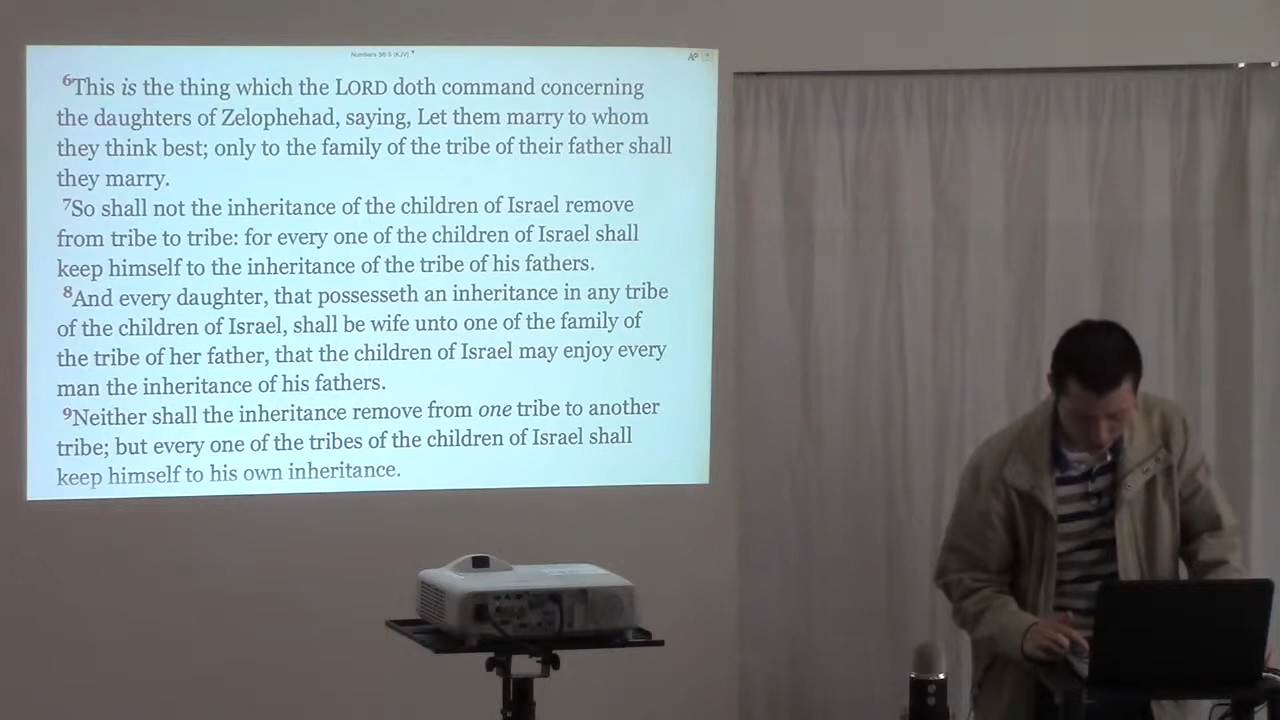 Numbers 36:5 (KJV)
6This is the thing which the LORD doth command concerning
the daughters of Zelophehad, saying, Let them marry to whom
they think best; only to the family of the tribe of their father shall
they marry.
7So shall not the inheritance of the children of Israel remove
from tribe to tribe: for every one of the children of Israel shall
keep himself to the inheritance of the tribe of his fathers.
8And every daughter, that possesseth an inheritance in any tribe
of the children of Israel, shall be wife unto one of the family of
the tribe of her father, that the children of Israel may enjoy every
man the inheritance of his fathers.
9Neither shall the inheritance remove from one tribe to another
tribe; but every one of the tribes of the children of Israel shall
keep himself to his own inheritance.